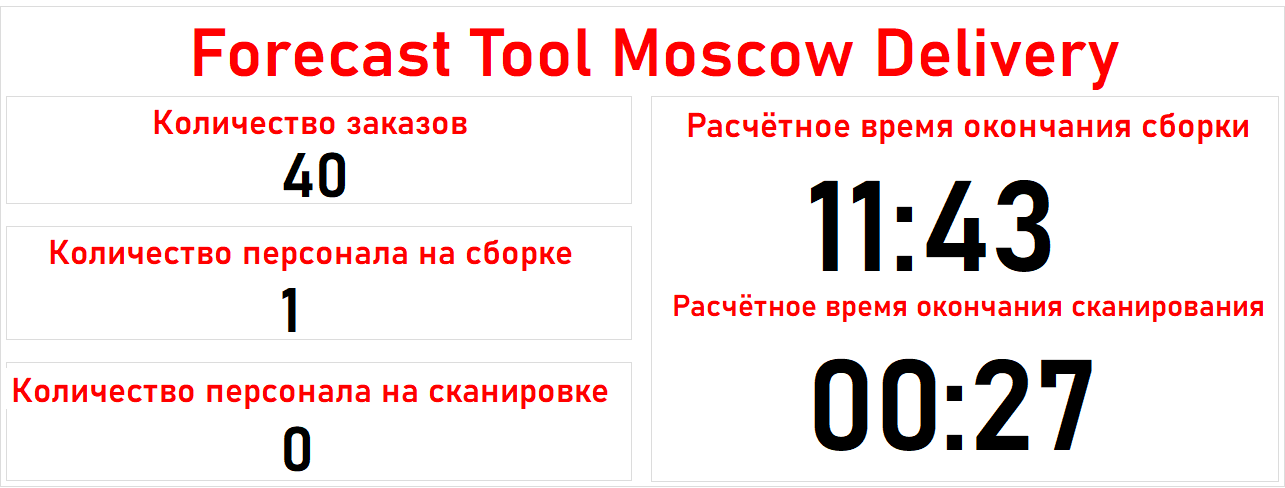 Forecast Tool Moscow Delivery
Количество заказов
40
Количество персонала на сборке
1
Количество персонала на сканировке
0
Расчётное время окончания сборки
11:43
Расчётное время окончания сканирования
00:27